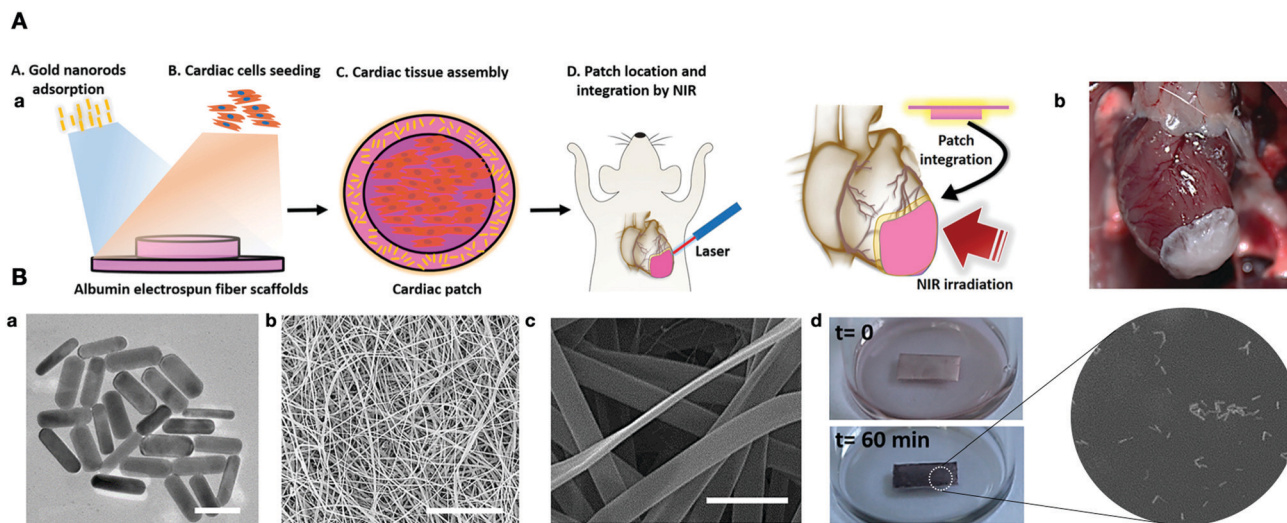 A
A. Gold nanorods
adsorption
B. Cardiac cells seeding
C. Cardiac tissue assembly
D. Patch location and
integration by NIR
a
b
Patch
integration
Laser
NIR irradiation
Albumin electrospun fiber scaffolds
Cardiac patch
B
a
b
c
d
t= 0
t= 60 min